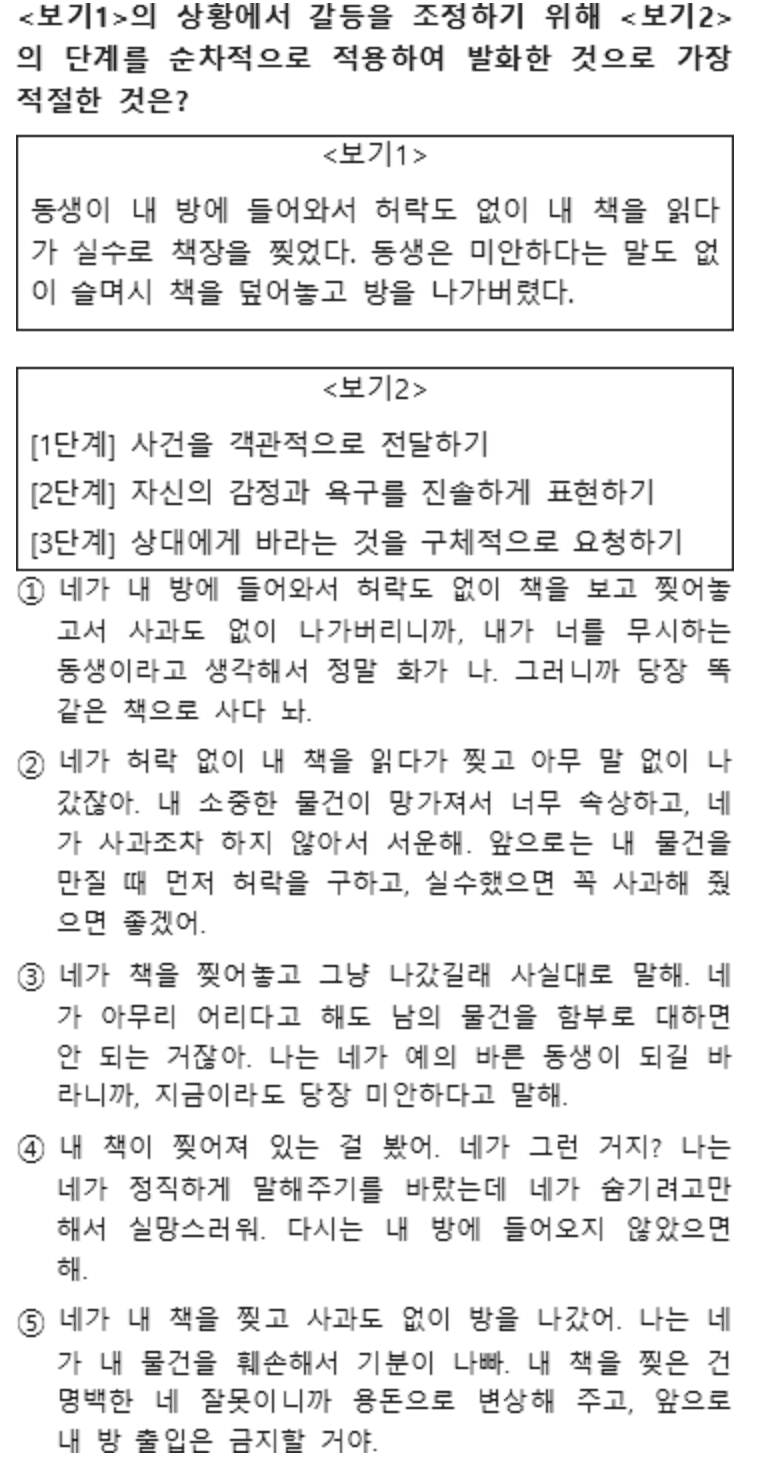 <보기1>의 상황에서 갈등을 조정하기 위해 <보기2>
의 단계를 순차적으로 적용하여 발화한 것으로 가장
적절한 것은?
<보기1>
동생이 내 방에 들어와서 허락도 없이 내 책을 읽다
가 실수로 책장을 찢었다. 동생은 미안하다는 말도 없
이 슬며시 책을 덮어놓고 방을 나가버렸다.
<보기2>
[1단계] 사건을 객관적으로 전달하기
[2단계] 자신의 감정과 욕구를 진솔하게 표현하기
[3단계] 상대에게 바라는 것을 구체적으로 요청하기
① 네가 내 방에 들어와서 허락도 없이 책을 보고 찢어놓
고서 사과도 없이 나가버리니까, 내가 너를 무시하는
동생이라고 생각해서 정말 화가 나. 그러니까 당장 똑
같은 책으로 사다 놔.
② 네가 허락 없이 내 책을 읽다가 찢고 아무 말 없이 나
갔잖아. 내 소중한 물건이 망가져서 너무 속상하고, 네
가 사과조차 하지 않아서 서운해. 앞으로는 내 물건을
만질 때 먼저 허락을 구하고, 실수했으면 꼭 사과해 줬
으면 좋겠어.
③ 네가 책을 찢어놓고 그냥 나갔길래 사실대로 말해. 네
가 아무리 어리다고 해도 남의 물건을 함부로 대하면
안 되는 거잖아. 나는 네가 예의 바른 동생이 되길 바
라니까, 지금이라도 당장 미안하다고 말해.
④ 내 책이 찢어져 있는 걸 봤어. 네가 그런 거지? 나는
네가 정직하게 말해주기를 바랐는데 네가 숨기려고만
해서 실망스러워. 다시는 내 방에 들어오지 않았으면
해.
⑤ 네가 내 책을 찢고 사과도 없이 방을 나갔어. 나는 네
가 내 물건을 훼손해서 기분이 나빠. 내 책을 찢은 건
명백한 네 잘못이니까 용돈으로 변상해 주고, 앞으로
내 방 출입은 금지할 거야.